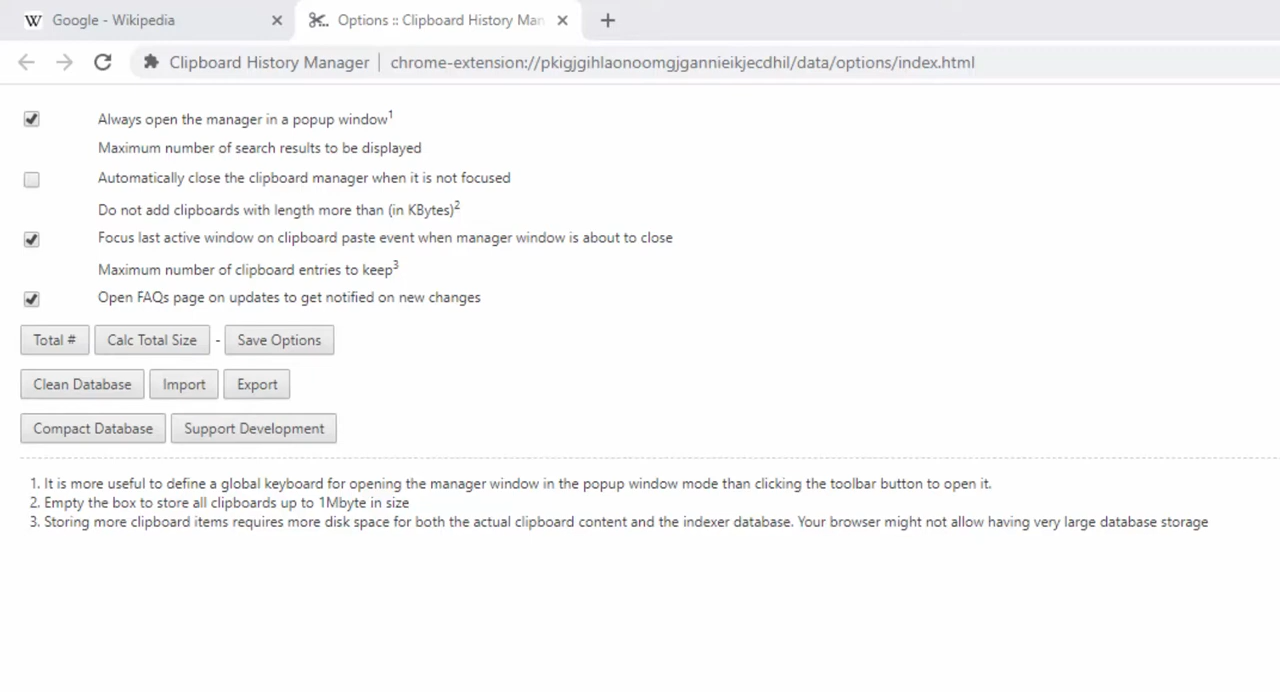 W Google - Wikipedia
Options :: Clipboard History Man
Clipboard History Manager | chrome-extension://pkigjgihlaonoomgjgannieikjecdhil/data/options/index.html
Always open the manager in a popup window1
Maximum number of search results to be displayed
Automatically close the clipboard manager when it is not focused
Do not add clipboards with length more than (in KBytes)2
Focus last active window on clipboard paste event when manager window is about to close
Maximum number of clipboard entries to keep3
Open FAQs page on updates to get notified on new changes
Total # Calc Total Size - Save Options
Clean Database Import Export
Compact Database Support Development
1. It is more useful to define a global keyboard for opening the manager window in the popup window mode than clicking the toolbar button to open it.
2. Empty the box to store all clipboards up to 1Mbyte in size
3. Storing more clipboard items requires more disk space for both the actual clipboard content and the indexer database. Your browser might not allow having very large database storage